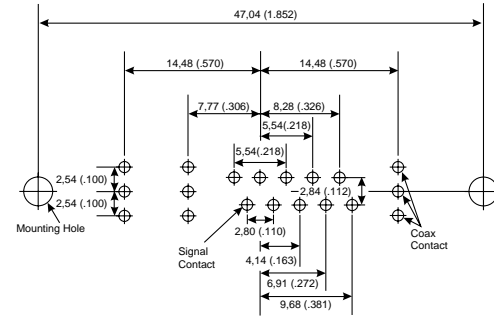 47,04 (1.852)
14,48 (.570)
14,48 (.570)
7,77 (.306)
8,28 (.326)
5,54(.218)
5,54(.218)
2,54 (.100)
2,84 (.112)
2,54 (.100)
Mounting Hole
Signal
Contact
2,80 (.110)
Coax
Contact
4,14 (.163)
6,91 (.272)
9,68 (.381)